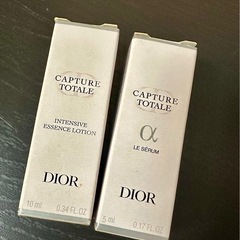 CAPTURE
TOTALE
INTENSIVE
ESSENCE LOTION
DIOR
10 ml 0.34 FL.OZ
CAPTURE
TOTALE
α
LE SÉRUM
DIOR
5 ml 0.17 FL.OZ